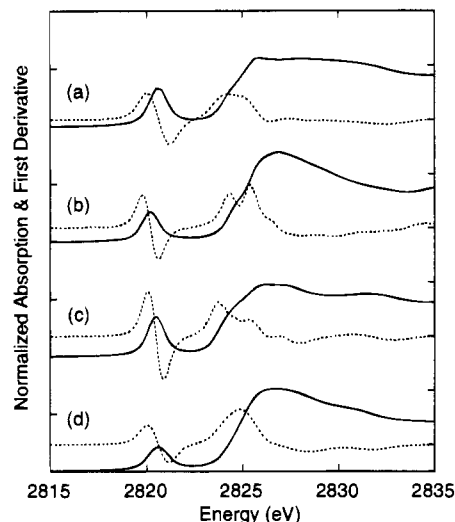 Normalized Absorption & First Derivative
(a)
(b)
(c)
(d)
2815 2820 2825 2830 2835
Energy (eV)